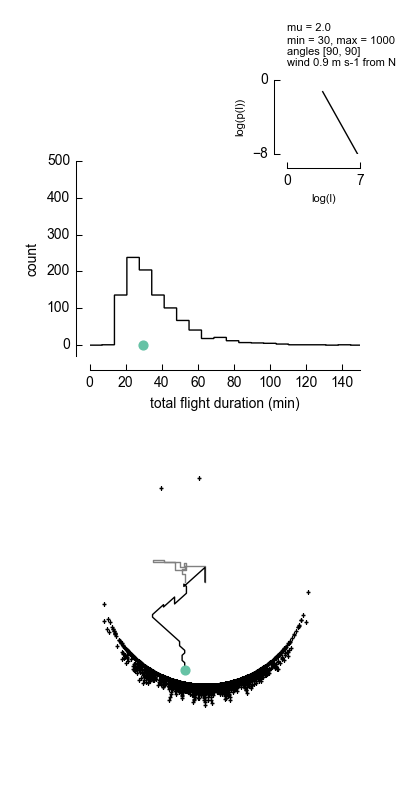 mu = 2.0
min = 30, max = 1000
angles [90, 90]
wind 0.9 m s-1 from N
0
log(p(l))
−8
0 7
log(l)
500
400
300
count
200
100
0
0 20 40 60 80 100 120 140
total flight duration (min)